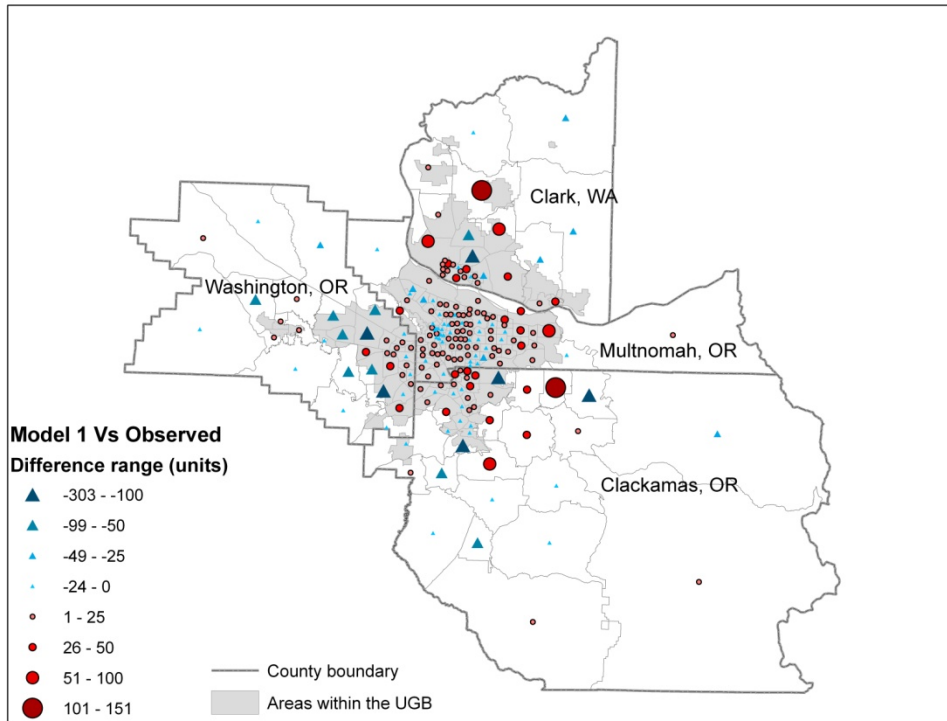 Clark, WA
Washington, OR
Multnomah, OR
Clackamas, OR
Model 1 Vs Observed
Difference range (units)
-303 - -100
-99 - -50
-49 - -25
-24 - 0
1 - 25
26 - 50
51 - 100
101 - 151
County boundary
Areas within the UGB